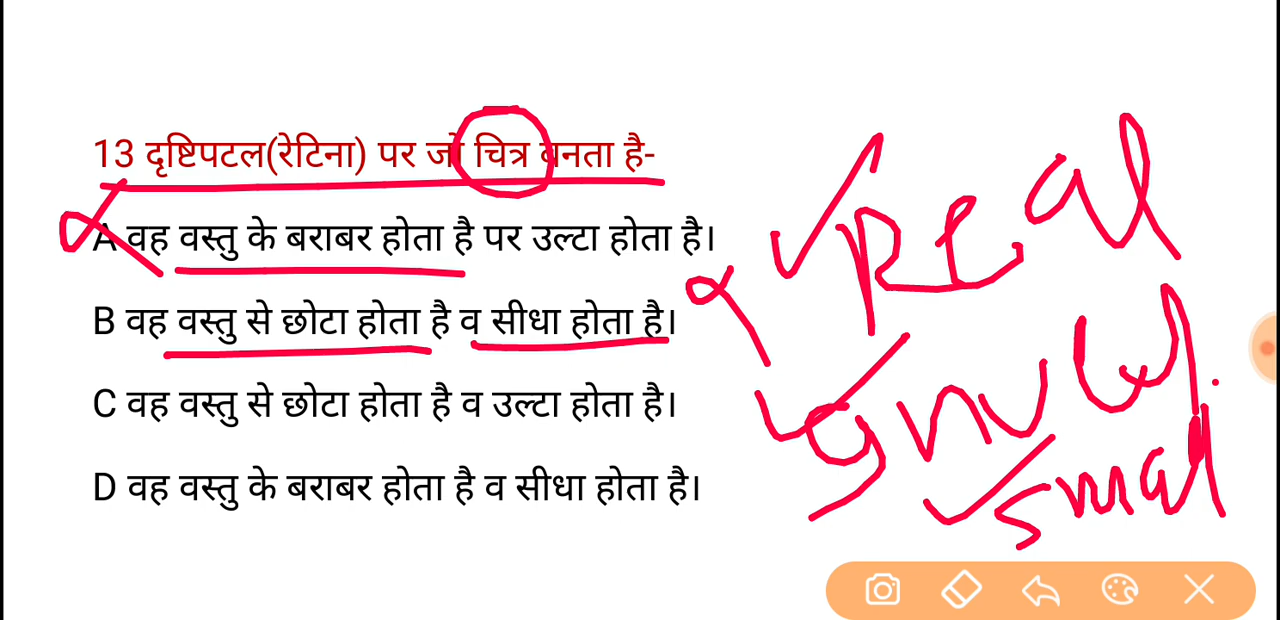 13 दृष्टिपटल(रेटिना) पर जो चित्र बनता है-
A वह वस्तु के बराबर होता है पर उल्टा होता है।
B वह वस्तु से छोटा होता है व सीधा होता है।
C वह वस्तु से छोटा होता है व उल्टा होता है।
D वह वस्तु के बराबर होता है व सीधा होता है।
Real
small